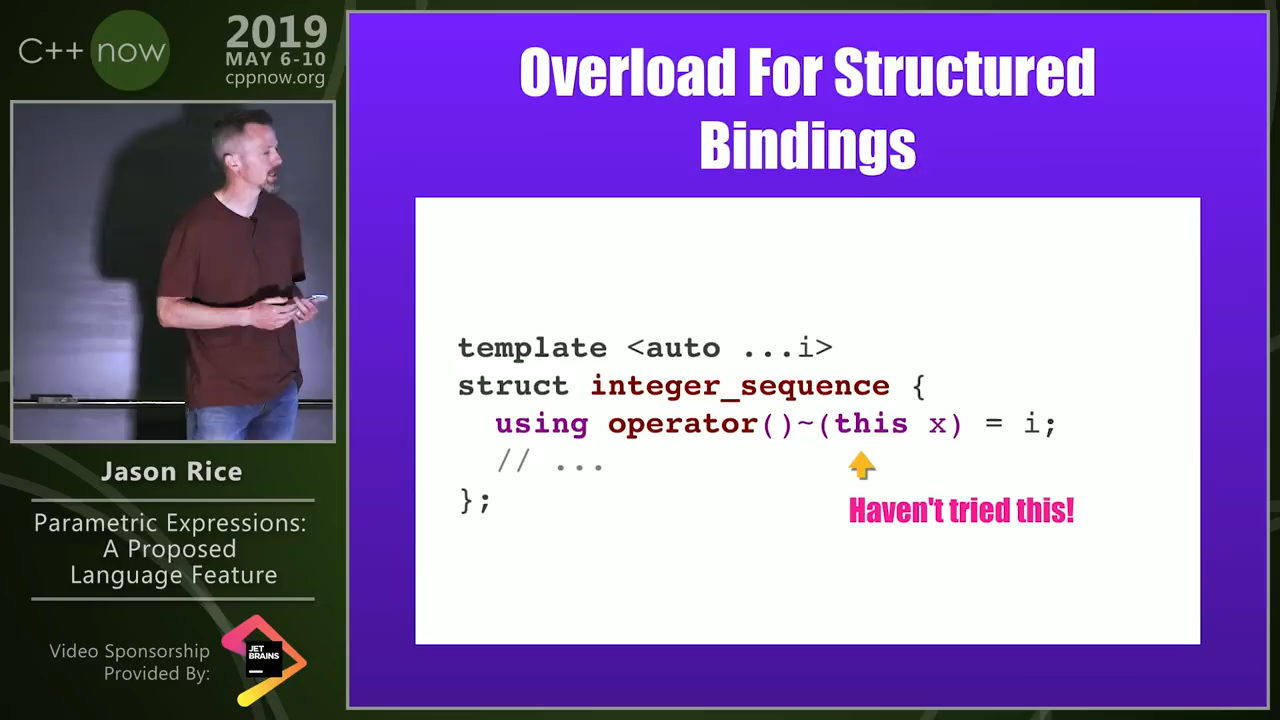 C++ now
2019
MAY 6-10
cppnow.org
Jason Rice
Parametric Expressions:
A Proposed
Language Feature
Video Sponsorship
Provided By:
JET
BRAINS
Overload For Structured
Bindings
template <auto ...i>
struct integer_sequence {
  using operator()~(this x) = i;
  // ...
};
Haven't tried this!